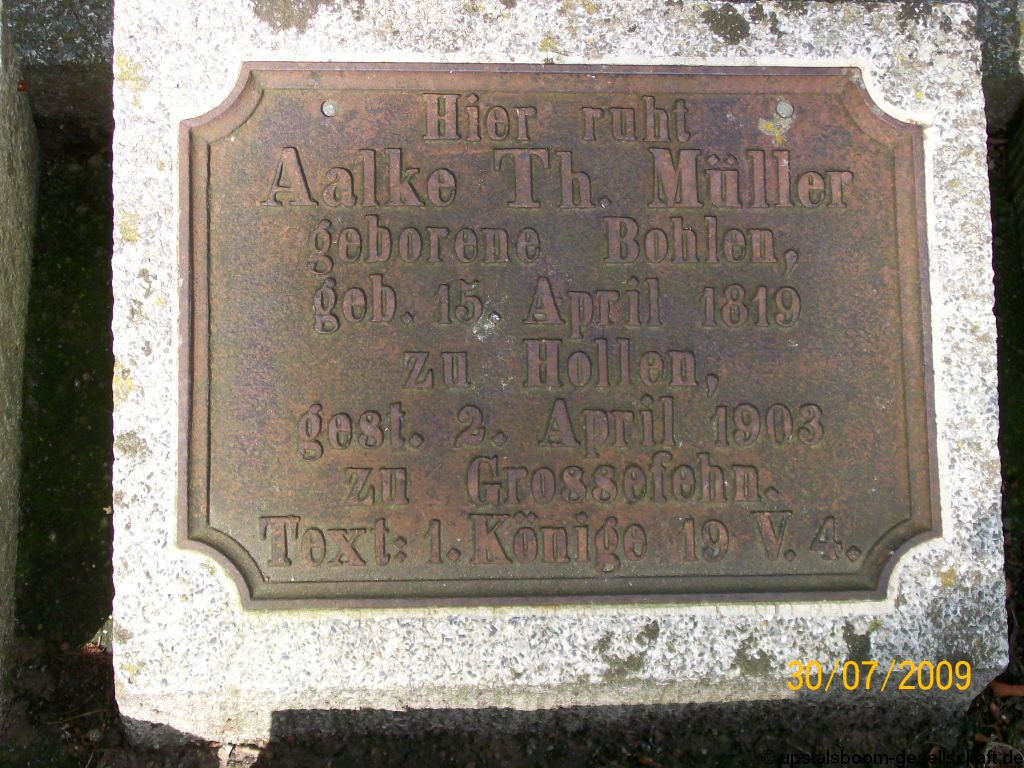 Hier ruht
Aalke Th. Müller
geborene Bohlen,
geb. 15. April 1819
zu Hollen,
gest. 2. April 1903
zu Grossefehn.
Text: 1. Könige 19 V. 4.
30/07/2009
© upstalsboom-gesellschaft.de